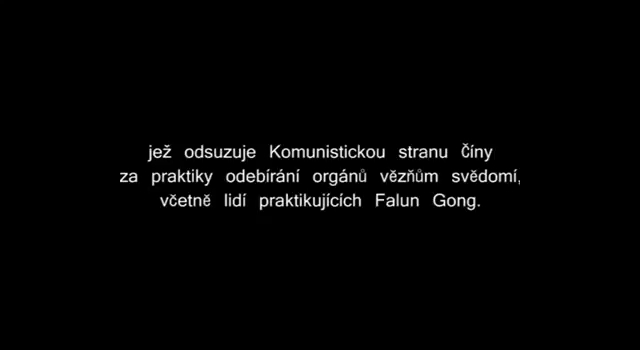 jež odsuzuje Komunistickou stranu Číny
za praktiky odebírání orgánů vězňům svědomí,
včetně lidí praktikujících Falun Gong.